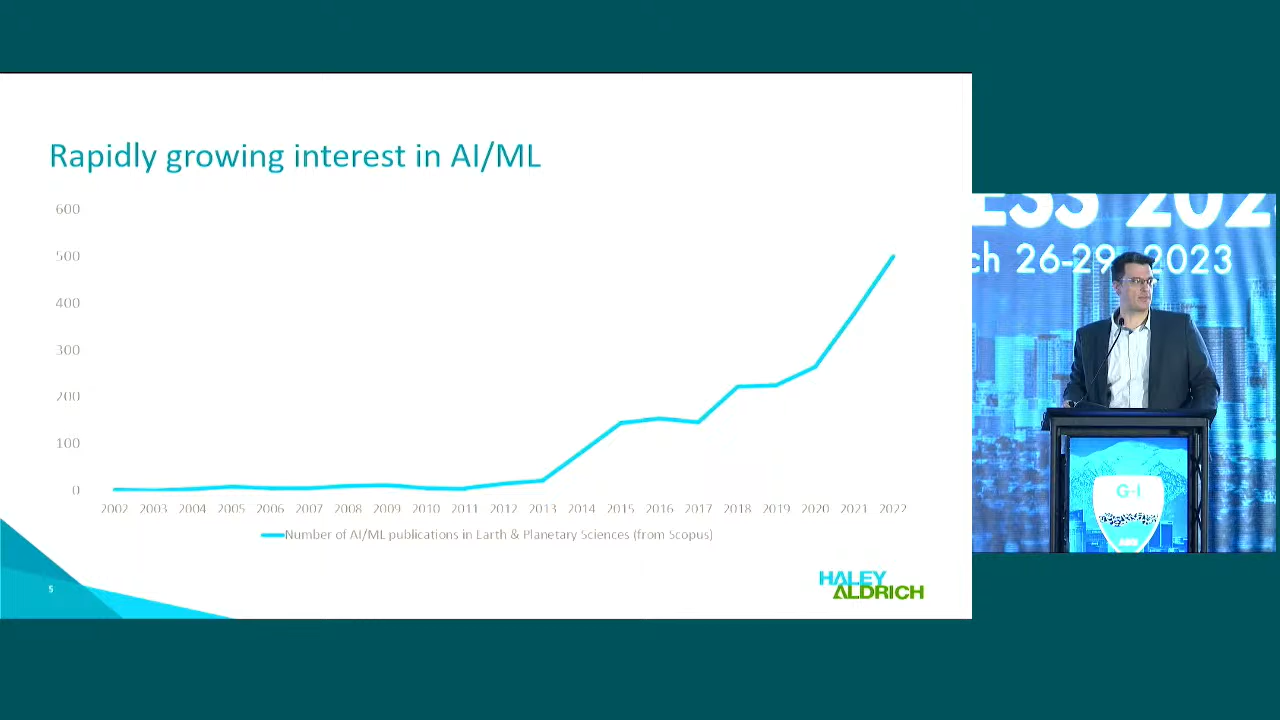 Rapidly growing interest in AI/ML
600
500
400
300
200
100
0
2002 2003 2004 2005 2006 2007 2008 2009 2010 2011 2012 2013 2014 2015 2016 2017 2018 2019 2020 2021 2022
Number of AI/ML publications in Earth & Planetary Sciences (from Scopus)
5
HALEY
ALDRICH
ESS 202
ch 26-29, 2023
G-I